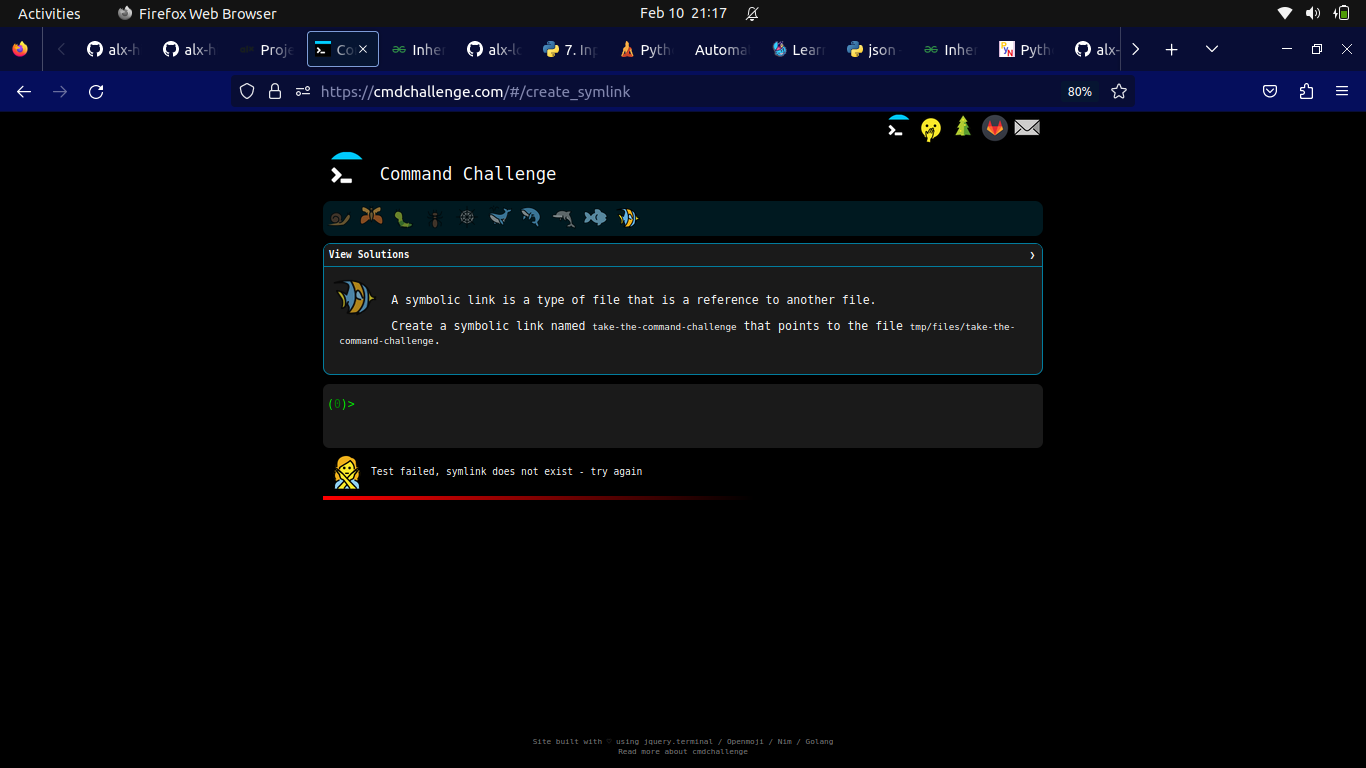 Activities Firefox Web Browser Feb 10 21:17
alx-h alx-h Proje Co Inher alx-lo 7. Inp Pyth Automa Learn json Inher Pyth alx-
https://cmdchallenge.com/#/create_symlink 80%
Command Challenge
View Solutions
A symbolic link is a type of file that is a reference to another file.
Create a symbolic link named take-the-command-challenge that points to the file tmp/files/take-the-
command-challenge.
(0)>
Test failed, symlink does not exist - try again
Site built with ♡ using jquery.terminal / Openmoji / Nim / Golang
Read more about cmdchallenge